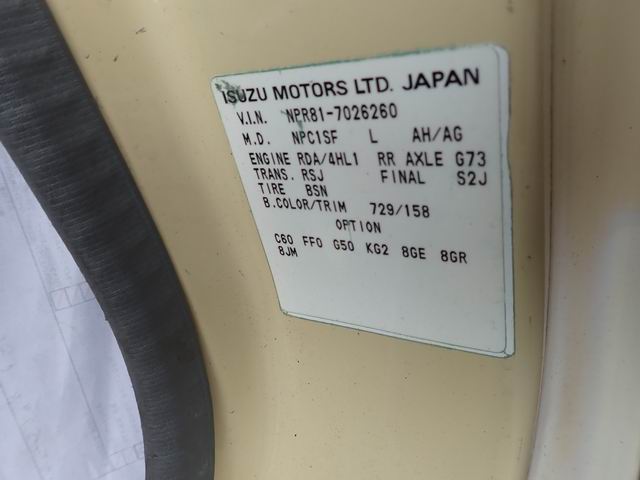 ISUZU MOTORS LTD. JAPAN
V.I.N. NPR81-7026260
M.D. NPC1SF L AH/AG
ENGINE RDA/4HL1 RR AXLE G73
TRANS. RSJ FINAL S2J
TIRE BSN
B.COLOR/TRIM 729/158
OPTION
C60 FF0 G50 KG2 8GE 8GR
8JM